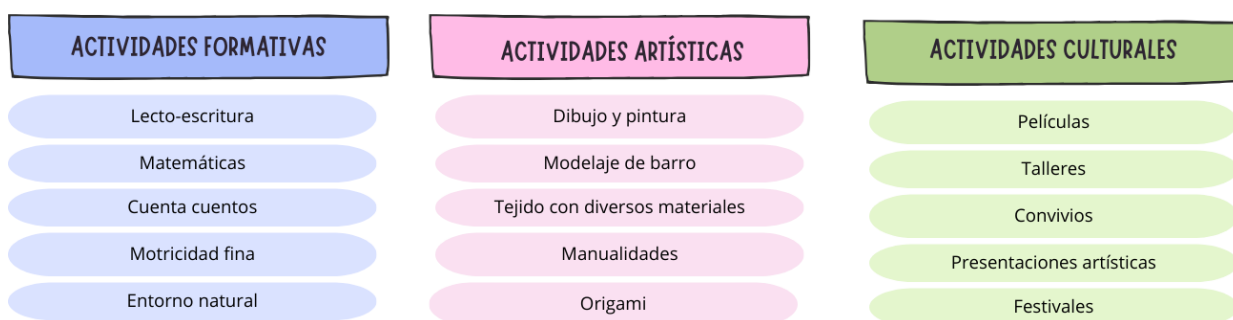 ACTIVIDADES FORMATIVAS
Lecto-escritura
Matemáticas
Cuenta cuentos
Motricidad fina
Entorno natural
ACTIVIDADES ARTÍSTICAS
Dibujo y pintura
Modelaje de barro
Tejido con diversos materiales
Manualidades
Origami
ACTIVIDADES CULTURALES
Películas
Talleres
Convivios
Presentaciones artísticas
Festivales